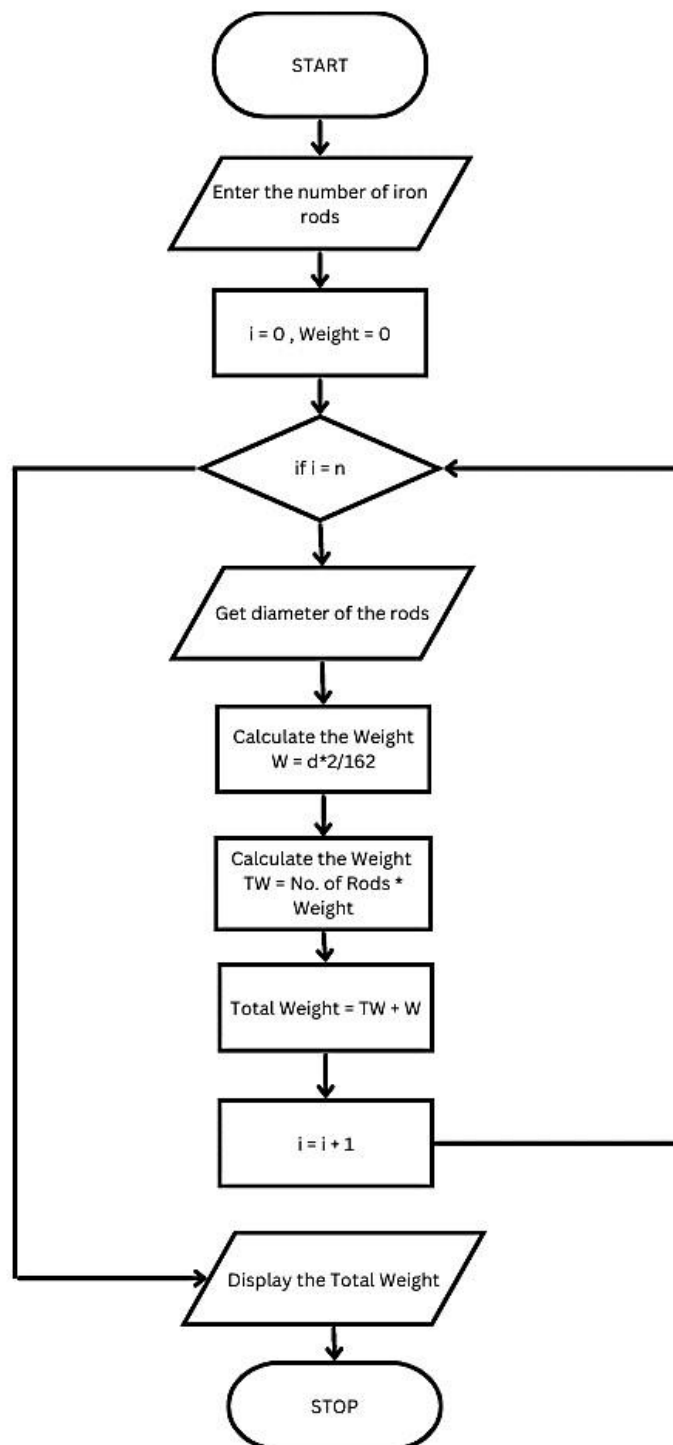 START
Enter the number of iron
rods
i = 0 , Weight = 0
if i = n
Get diameter of the rods
Calculate the Weight
W = d*2/162
Calculate the Weight
TW = No. of Rods *
Weight
Total Weight = TW + W
i = i + 1
Display the Total Weight
STOP